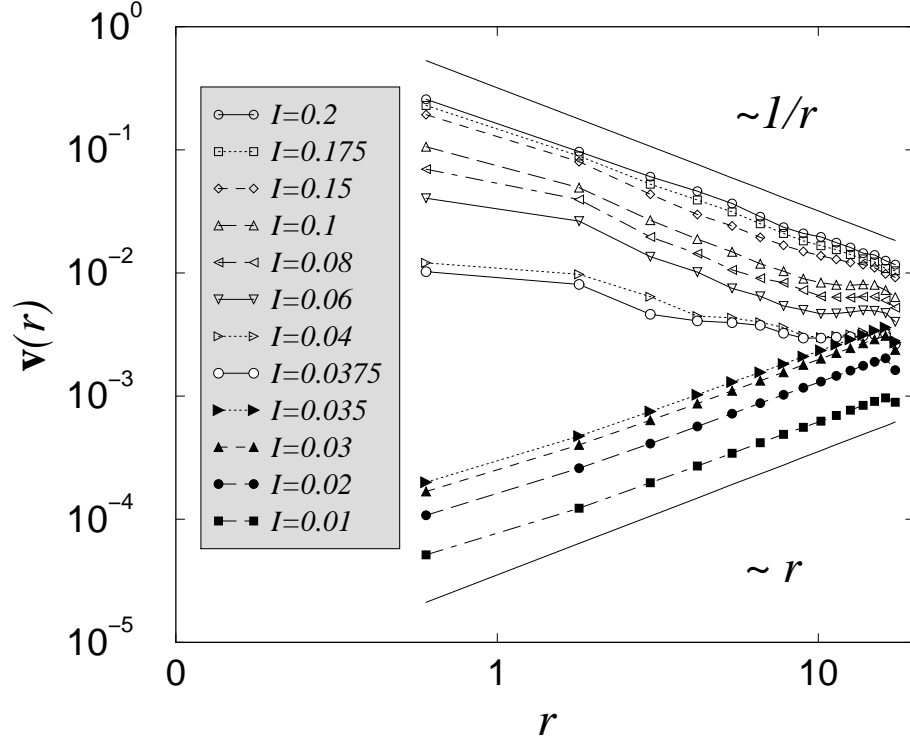 10^0
10^-1
10^-2
10^-3
10^-4
10^-5
v(r)
I=0.2
I=0.175
I=0.15
I=0.1
I=0.08
I=0.06
I=0.04
I=0.0375
I=0.035
I=0.03
I=0.02
I=0.01
~1/r
~ r
0 1 10
r